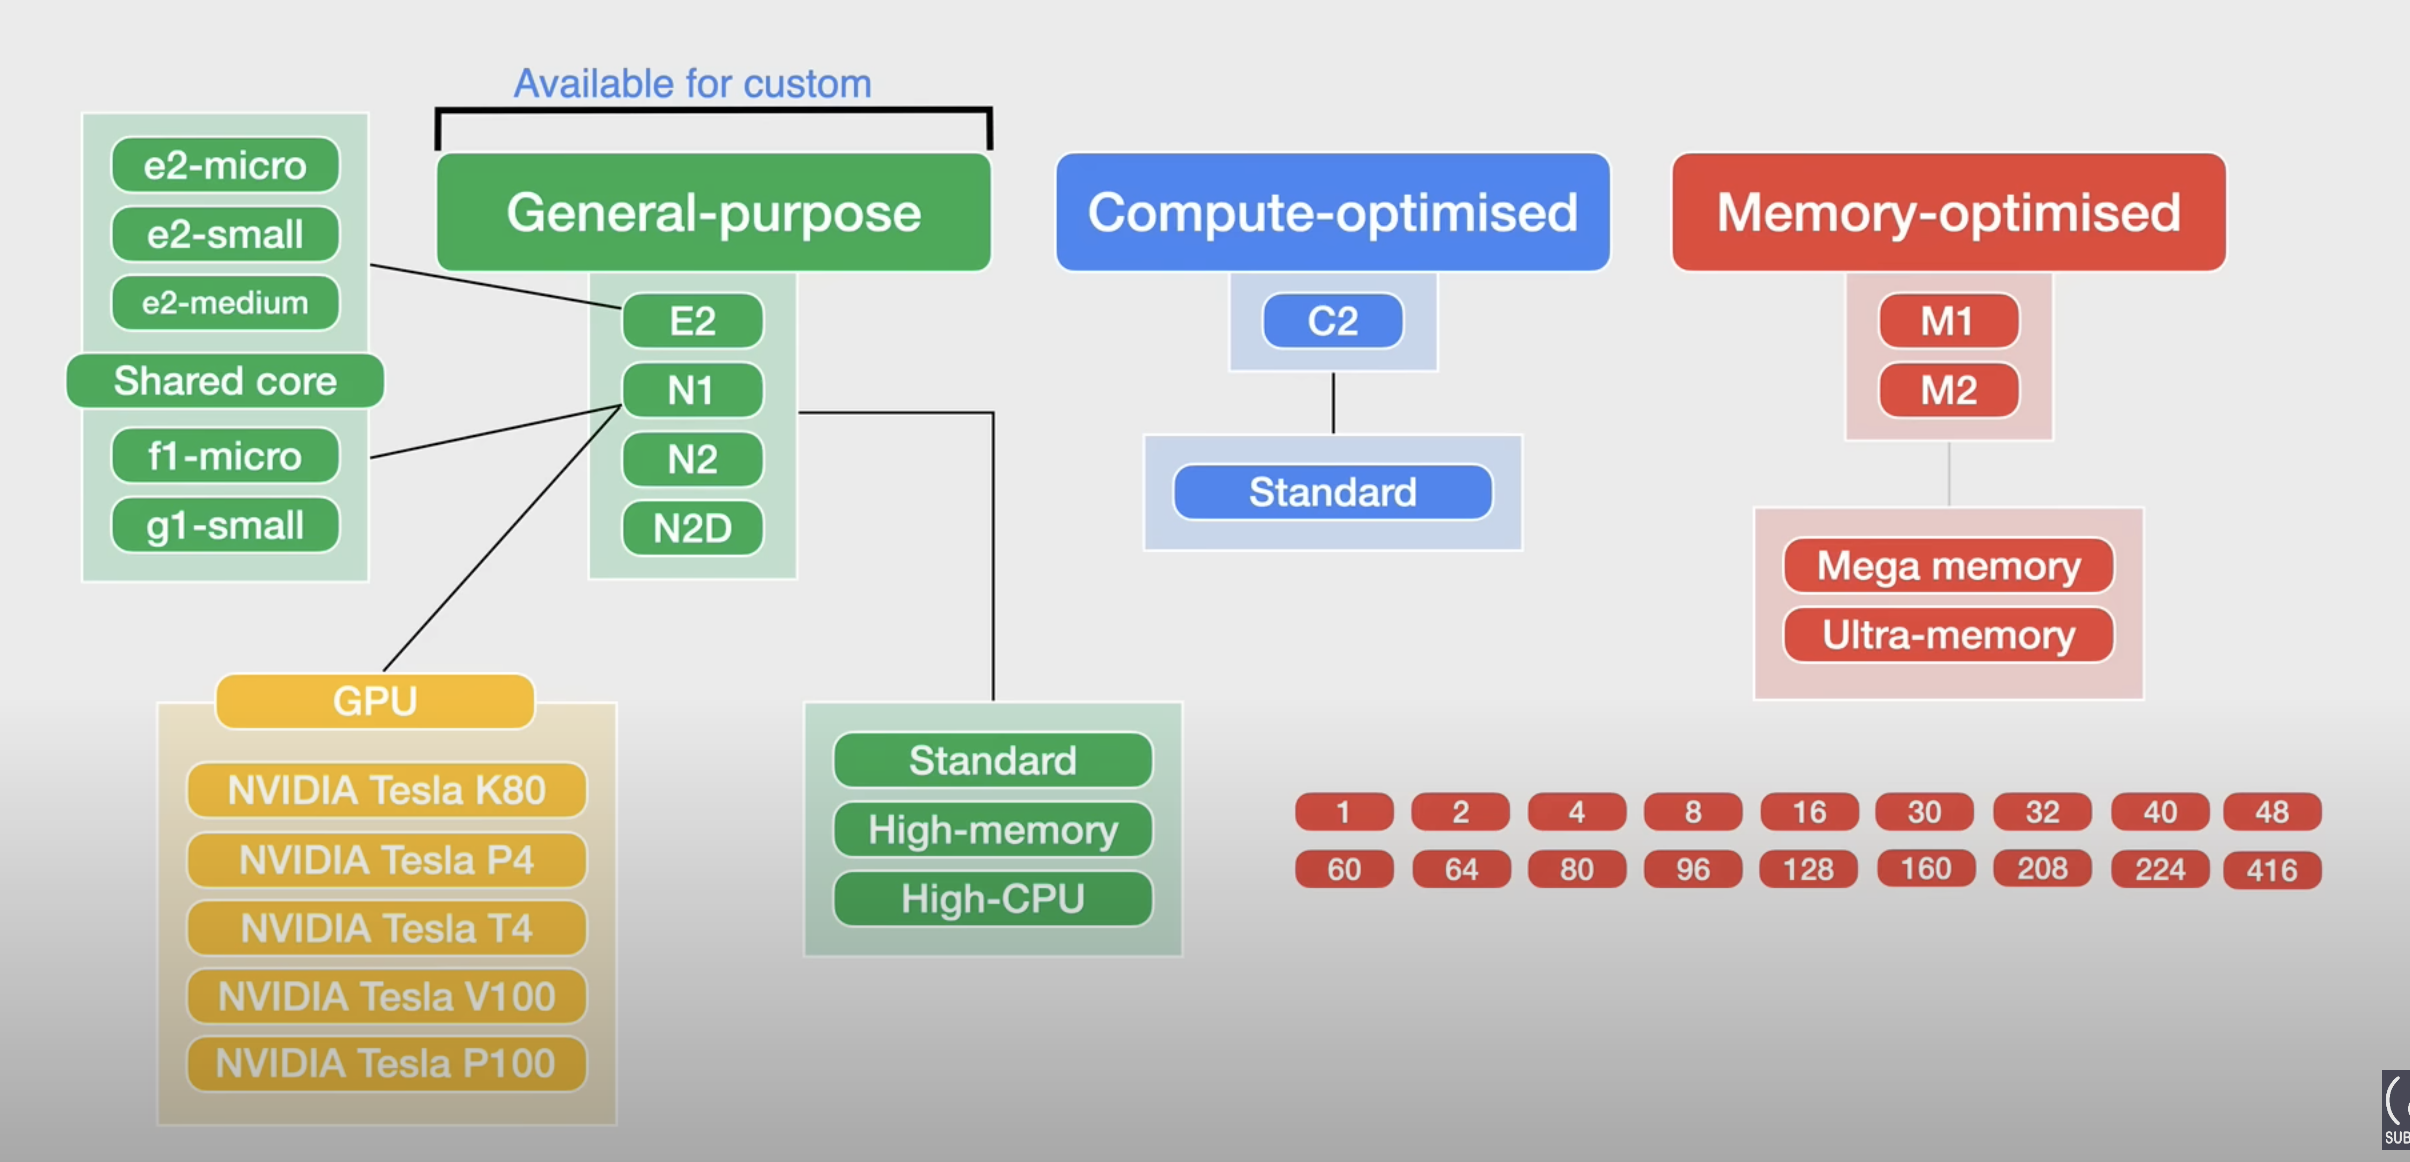 Available for custom
e2-micro
e2-small
e2-medium
Shared core
f1-micro
g1-small
General-purpose
E2
N1
N2
N2D
Compute-optimised
C2
Standard
Memory-optimised
M1
M2
Mega memory
Ultra-memory
GPU
NVIDIA Tesla K80
NVIDIA Tesla P4
NVIDIA Tesla T4
NVIDIA Tesla V100
NVIDIA Tesla P100
Standard
High-memory
High-CPU
1 2 4 8 16 30 32 40 48
60 64 80 96 128 160 208 224 416
SUB